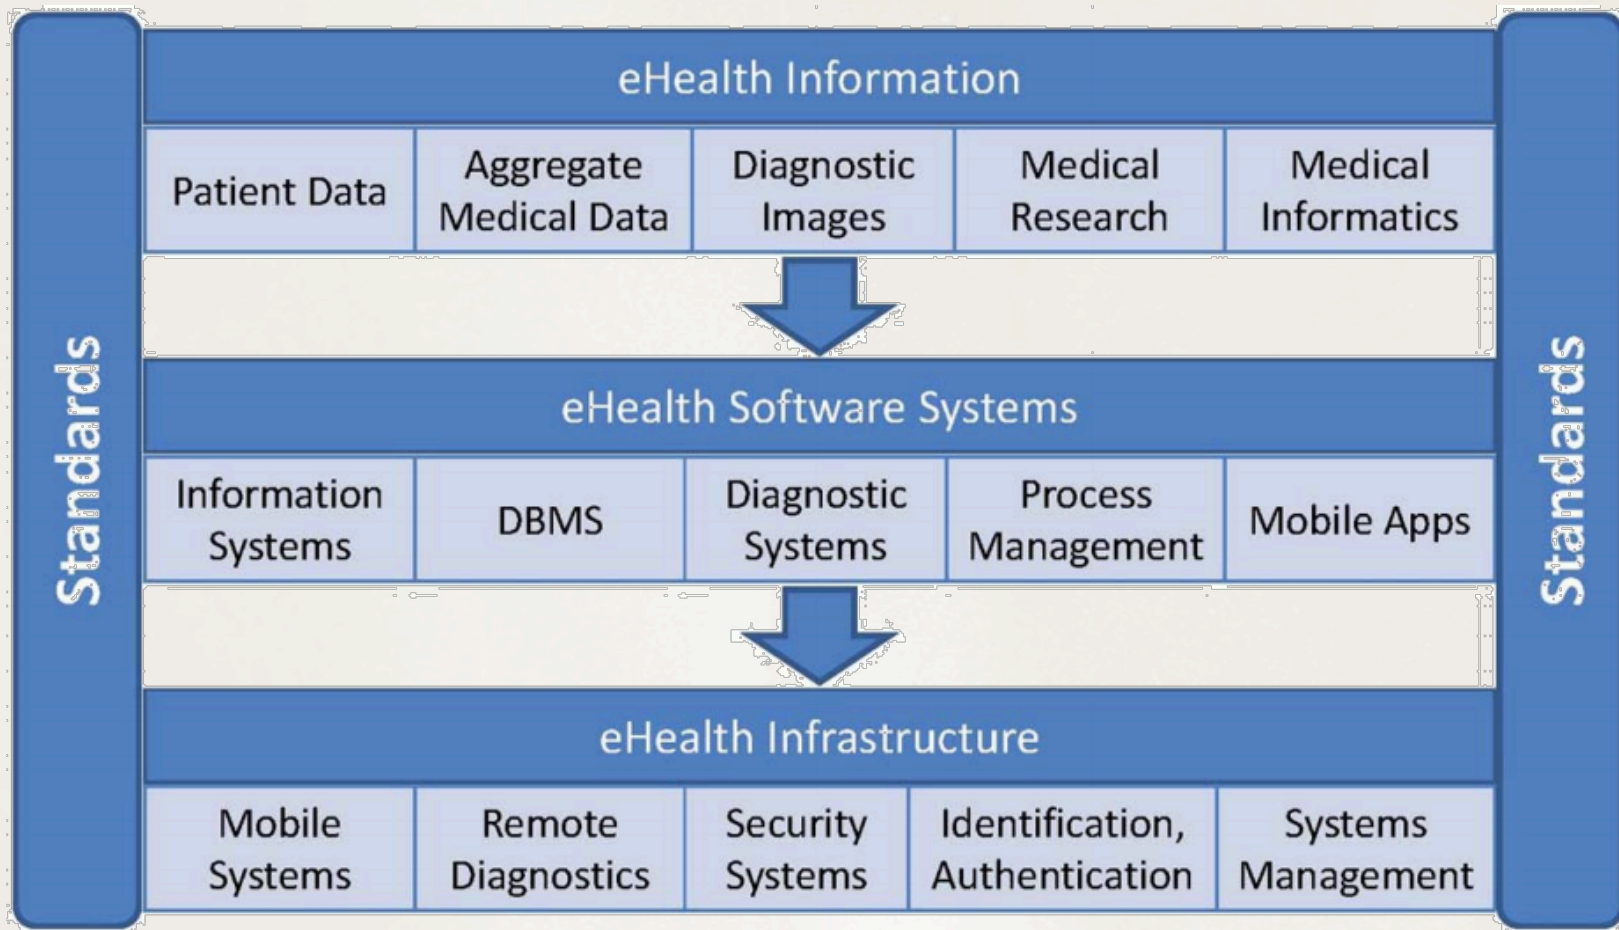 Standards
eHealth Information
Patient Data
Aggregate
Medical Data
Diagnostic
Images
Medical
Research
Medical
Informatics
eHealth Software Systems
Information
Systems
DBMS
Diagnostic
Systems
Process
Management
Mobile Apps
eHealth Infrastructure
Mobile
Systems
Remote
Diagnostics
Security
Systems
Identification,
Authentication
Systems
Management
Standards